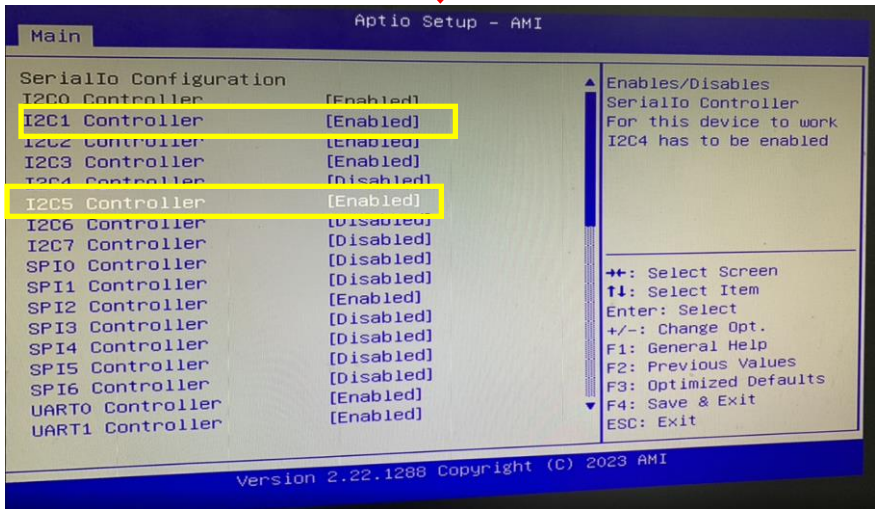 Aptio Setup – AMI
Main
SerialIo Configuration
I2C0 Controller [Enabled]
I2C1 Controller [Enabled]
I2C2 Controller [Enabled]
I2C3 Controller [Enabled]
I2C4 Controller [Disabled]
I2C5 Controller [Enabled]
I2C6 Controller [Disabled]
I2C7 Controller [Disabled]
SPI0 Controller [Disabled]
SPI1 Controller [Disabled]
SPI2 Controller [Enabled]
SPI3 Controller [Disabled]
SPI4 Controller [Disabled]
SPI5 Controller [Disabled]
SPI6 Controller [Disabled]
UART0 Controller [Enabled]
UART1 Controller [Enabled]
Enables/Disables
SerialIo Controller
For this device to work
I2C4 has to be enabled
→←: Select Screen
↑↓: Select Item
Enter: Select
+/-: Change Opt.
F1: General Help
F2: Previous Values
F3: Optimized Defaults
F4: Save & Exit
ESC: Exit
Version 2.22.1288 Copyright (C) 2023 AMI